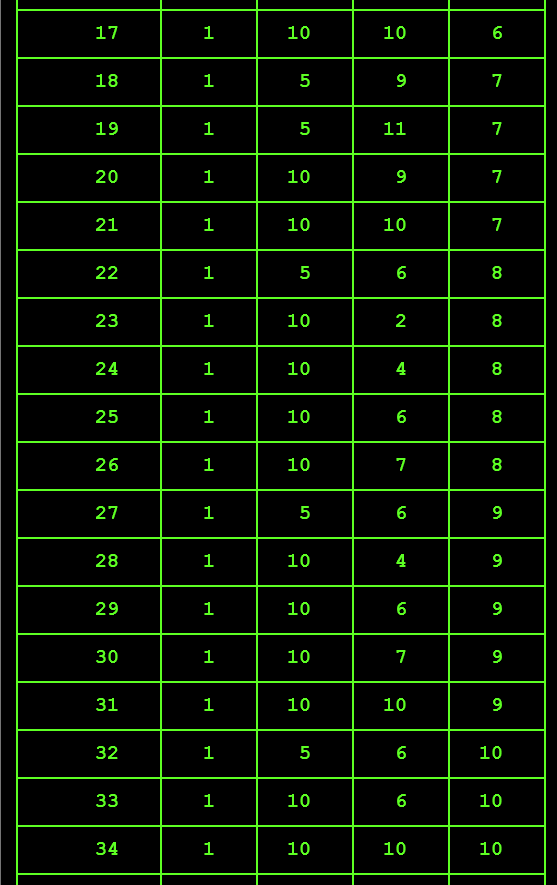 17 1 10 10 6
18 1 5 9 7
19 1 5 11 7
20 1 10 9 7
21 1 10 10 7
22 1 5 6 8
23 1 10 2 8
24 1 10 4 8
25 1 10 6 8
26 1 10 7 8
27 1 5 6 9
28 1 10 4 9
29 1 10 6 9
30 1 10 7 9
31 1 10 10 9
32 1 5 6 10
33 1 10 6 10
34 1 10 10 10